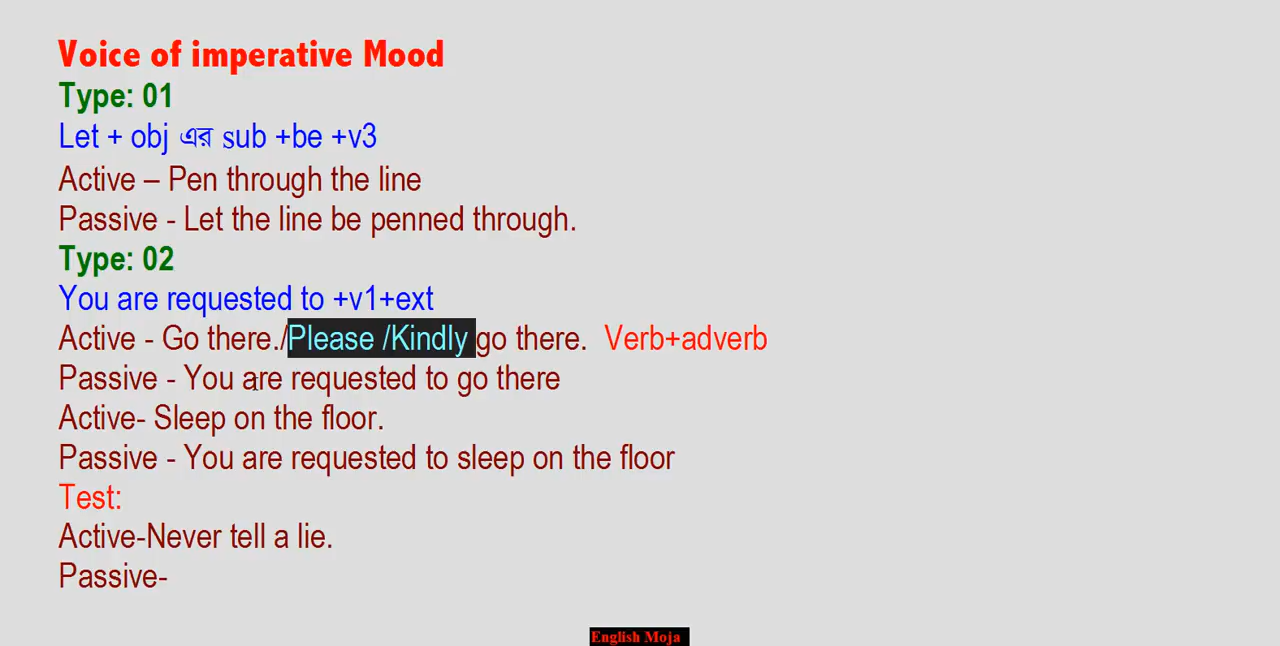 Voice of imperative Mood
Type: 01
Let + obj এর sub +be +v3
Active – Pen through the line
Passive - Let the line be penned through.
Type: 02
You are requested to +v1+ext
Active - Go there./Please /Kindly go there. Verb+adverb
Passive - You are requested to go there
Active- Sleep on the floor.
Passive - You are requested to sleep on the floor
Test:
Active-Never tell a lie.
Passive-
English Moja